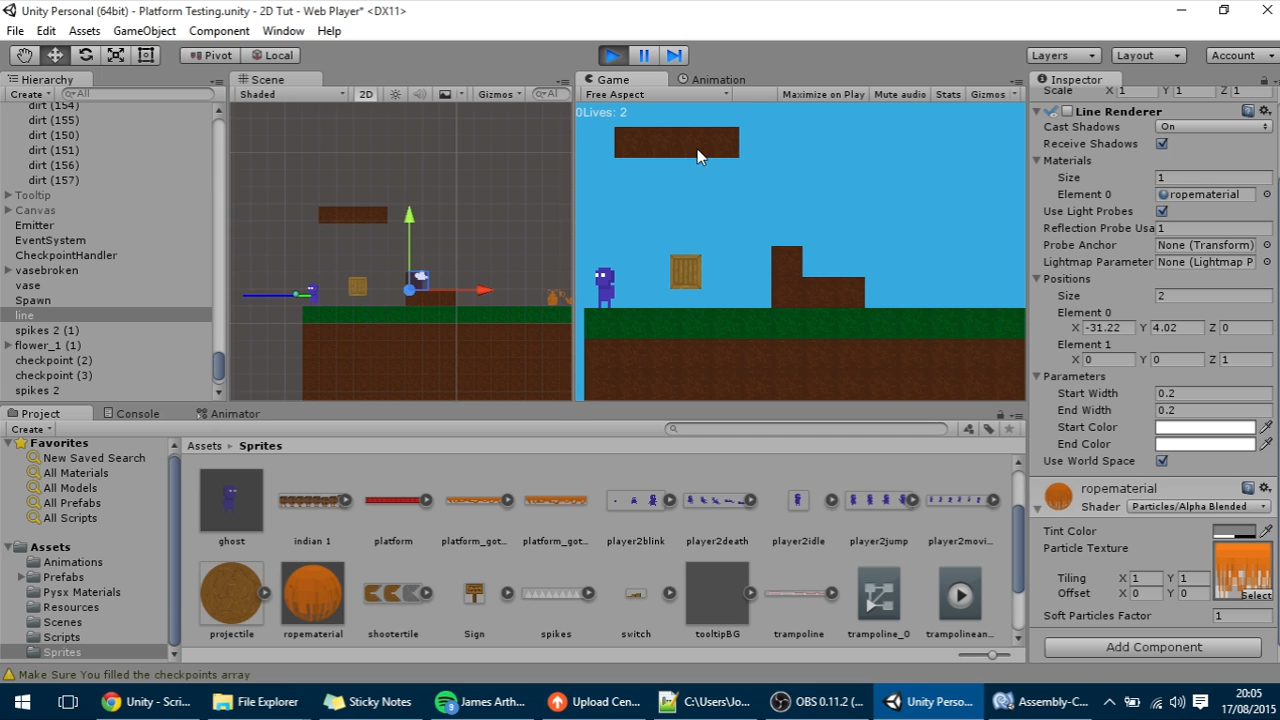 Unity Personal (64bit) - Platform Testing.unity - 2D Tut - Web Player* <DX11>
File Edit Assets GameObject Component Window Help
Pivot Local Layers Layout Account
Hierarchy
Create All
dirt (154)
dirt (155)
dirt (150)
dirt (151)
dirt (156)
dirt (157)
Tooltip
Canvas
Emitter
EventSystem
CheckpointHandler
vasebroken
vase
Spawn
line
spikes 2 (1)
flower_1 (1)
checkpoint (2)
checkpoint (3)
spikes 2
Scene
Shaded 2D Gizmos Al
Game Animation
Free Aspect Maximize on Play Mute audio Stats Gizmos
0Lives: 2
Inspector
Scale X 1 Y 1 Z 1
Line Renderer
Cast Shadows On
Receive Shadows
Materials
Size 1
Element 0 ropematerial
Use Light Probes
Reflection Probe Usa 1
Probe Anchor None (Transform)
Lightmap Parameter None (Lightmap P
Positions
Size 2
Element 0
X -31.22 Y 4.02 Z 0
Element 1
X 0 Y 0 Z 1
Parameters
Start Width 0.2
End Width 0.2
Start Color
End Color
Use World Space
ropematerial
Shader Particles/Alpha Blended
Tint Color
Particle Texture
Tiling X 1 Y 1
Offset X 0 Y 0
Select
Soft Particles Factor 1
Add Component
Project Console Animator
Create
Favorites
New Saved Search
All Materials
All Models
All Prefabs
All Scripts
Assets
Animations
Prefabs
Pysx Materials
Resources
Scenes
Scripts
Sprites
Assets Sprites
ghost indian 1 platform platform_got... platform_got... player2blink player2death player2idle player2jump player2movi...
projectile ropematerial shootertile Sign spikes switch tooltipBG trampoline trampoline_0 trampolinean...
Make Sure You filled the checkpoints array
Unity - Scri... File Explorer Sticky Notes James Arth... Upload Cen... C:\Users\Jo... OBS 0.11.2 (... Unity Perso... Assembly-C...
20:05
17/08/2015